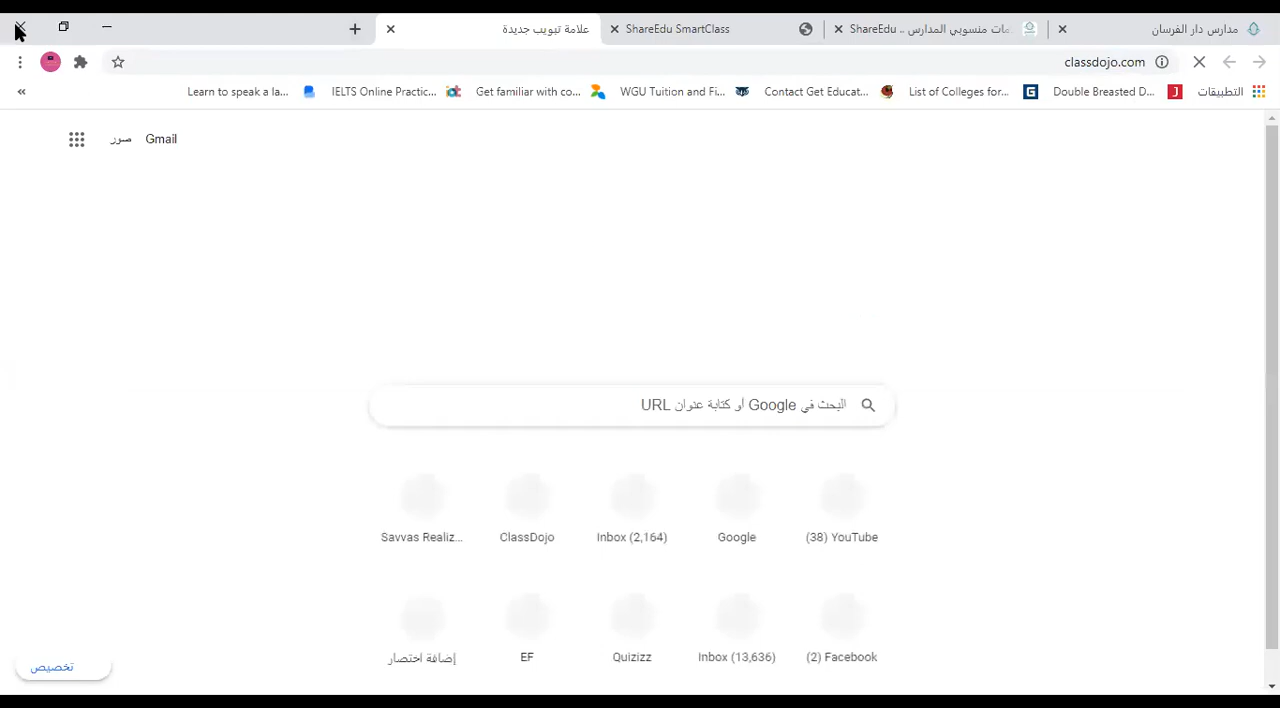 مدارس دار الفرسان
ـمات منسوبي المدارس .. ShareEdu
ShareEdu SmartClass
علامة تبويب جديدة
classdojo.com
التطبيقات
Double Breasted D...
List of Colleges for...
Contact Get Educat...
WGU Tuition and Fi...
Get familiar with co...
IELTS Online Practic...
Learn to speak a la...
Gmail
صور
البحث في Google أو كتابة عنوان URL
(38) YouTube
Google
Inbox (2,164)
ClassDojo
Savvas Realiz...
(2) Facebook
Inbox (13,636)
Quizizz
EF
إضافة اختصار
تخصيص